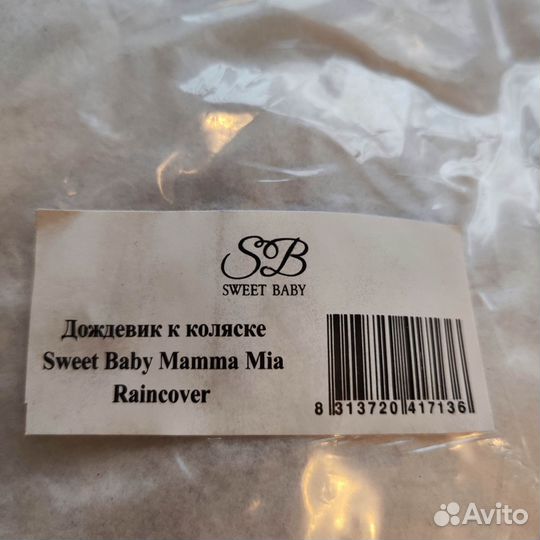 SB
SWEET BABY
Дождевик к коляске
Sweet Baby Mamma Mia
Raincover
8 313720 417136
Avito